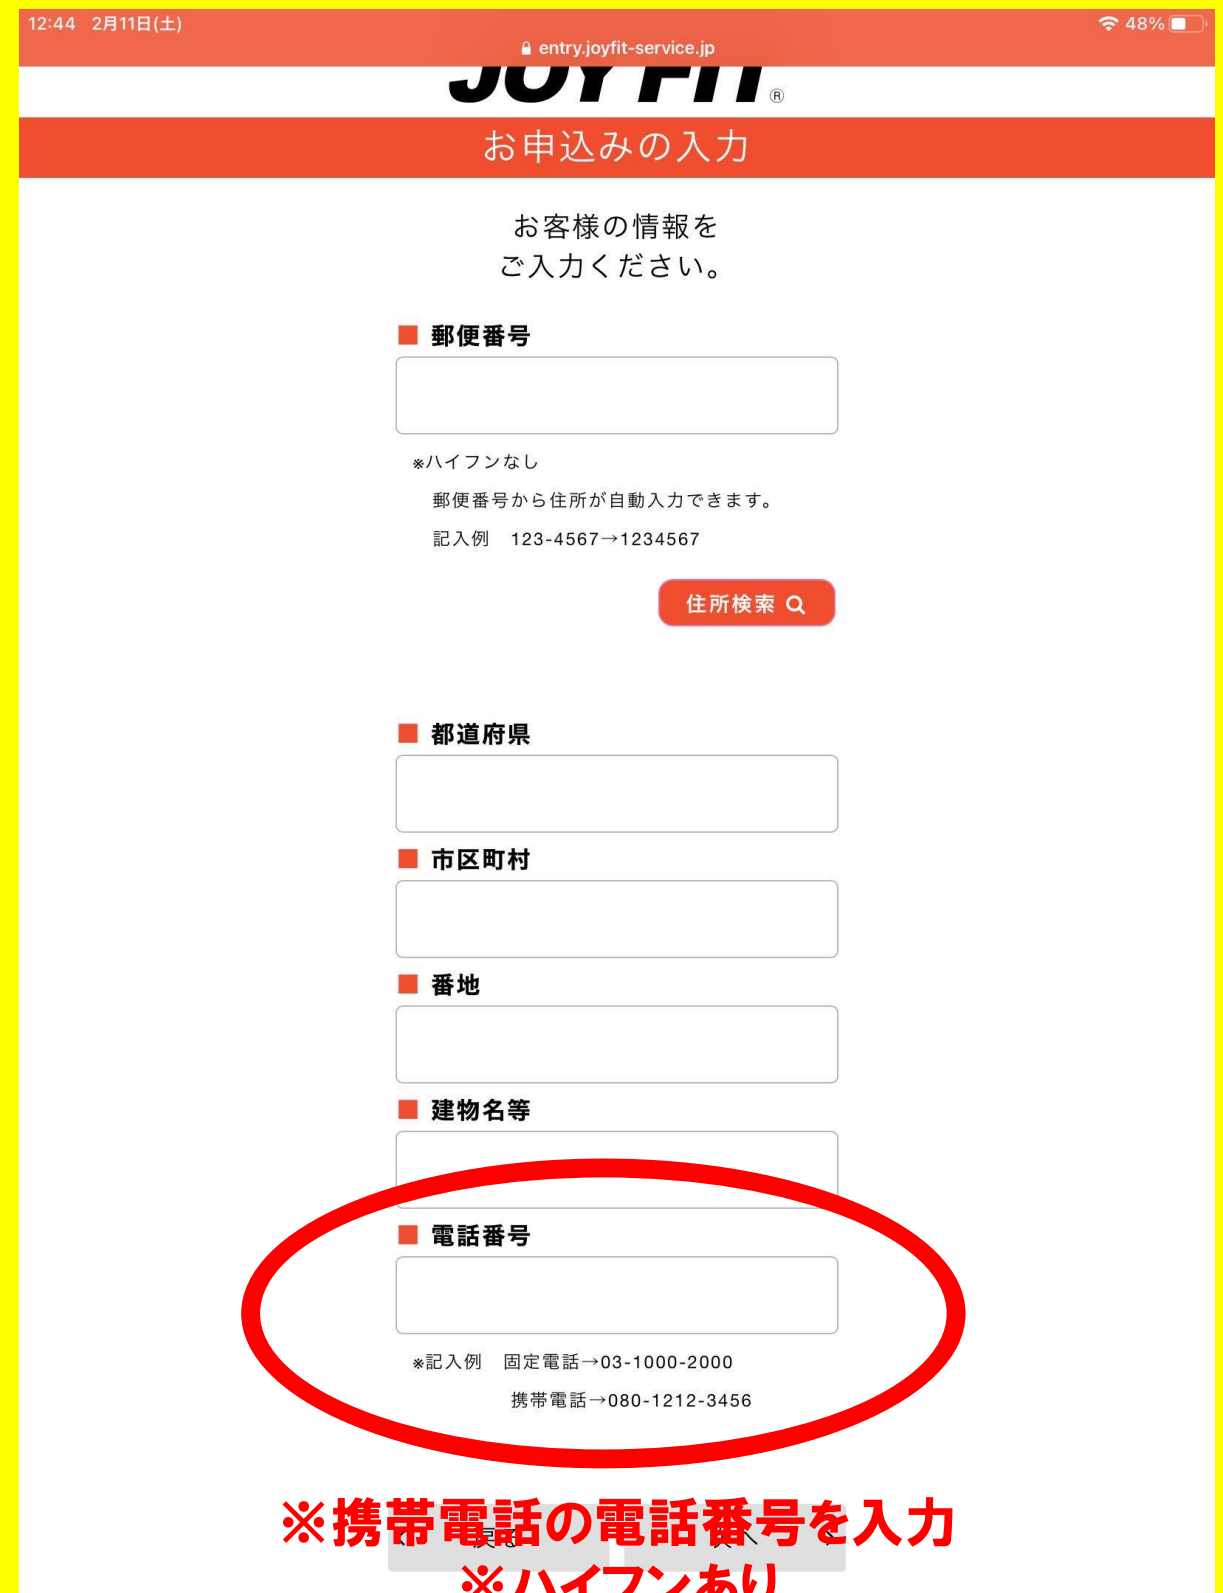 12:44 2月11日(土)
48%
entry.joyfit-service.jp
JOYFIT®
お申込みの入力
お客様の情報を
ご入力ください。
■ 郵便番号
※ハイフンなし
郵便番号から住所が自動入力できます。
記入例 123-4567→1234567
住所検索
■ 都道府県
■ 市区町村
■ 番地
■ 建物名等
■ 電話番号
※記入例 固定電話→03-1000-2000
携帯電話→080-1212-3456
※携帯電話の電話番号を入力
戻る
次へ
※ハイフンあり